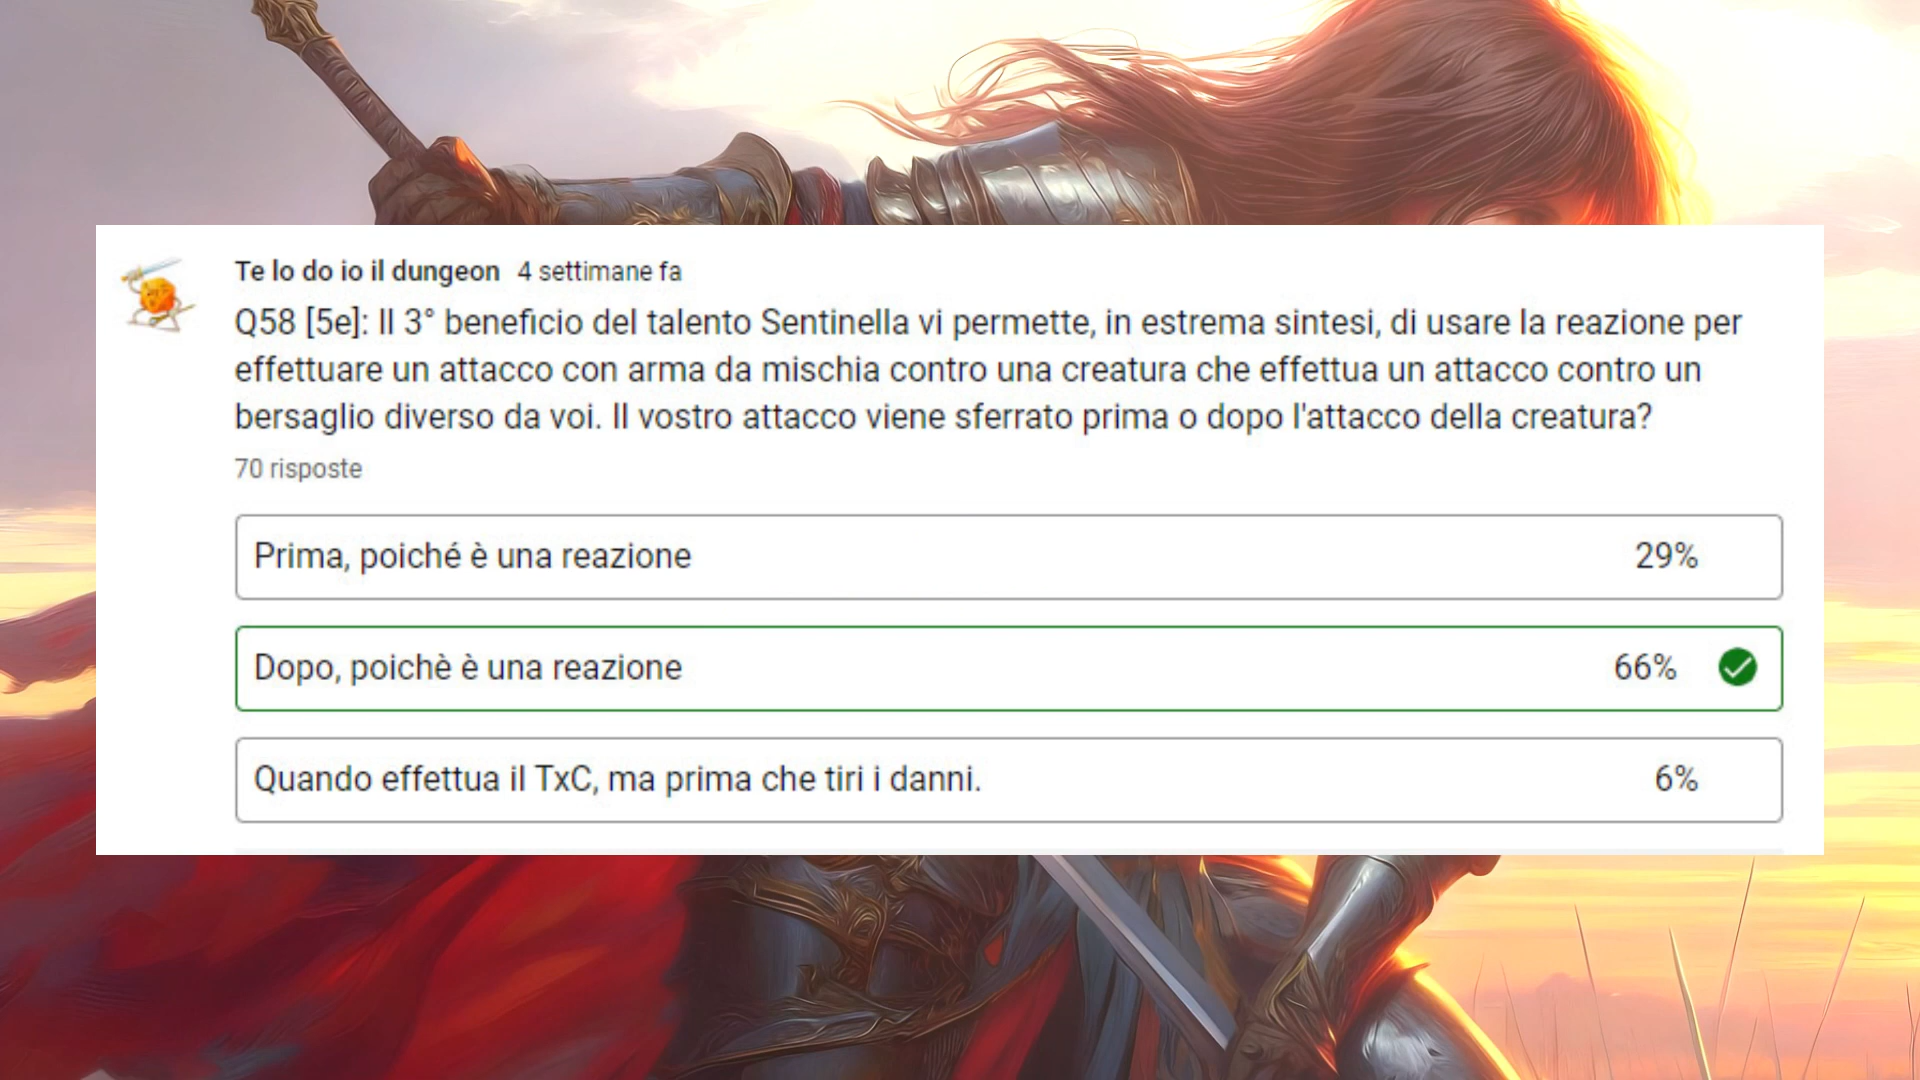 Te lo do io il dungeon 4 settimane fa
Q58 [5e]: Il 3° beneficio del talento Sentinella vi permette, in estrema sintesi, di usare la reazione per
effettuare un attacco con arma da mischia contro una creatura che effettua un attacco contro un
bersaglio diverso da voi. Il vostro attacco viene sferrato prima o dopo l'attacco della creatura?
70 risposte
Prima, poiché è una reazione 29%
Dopo, poichè è una reazione 66%
Quando effettua il TxC, ma prima che tiri i danni. 6%